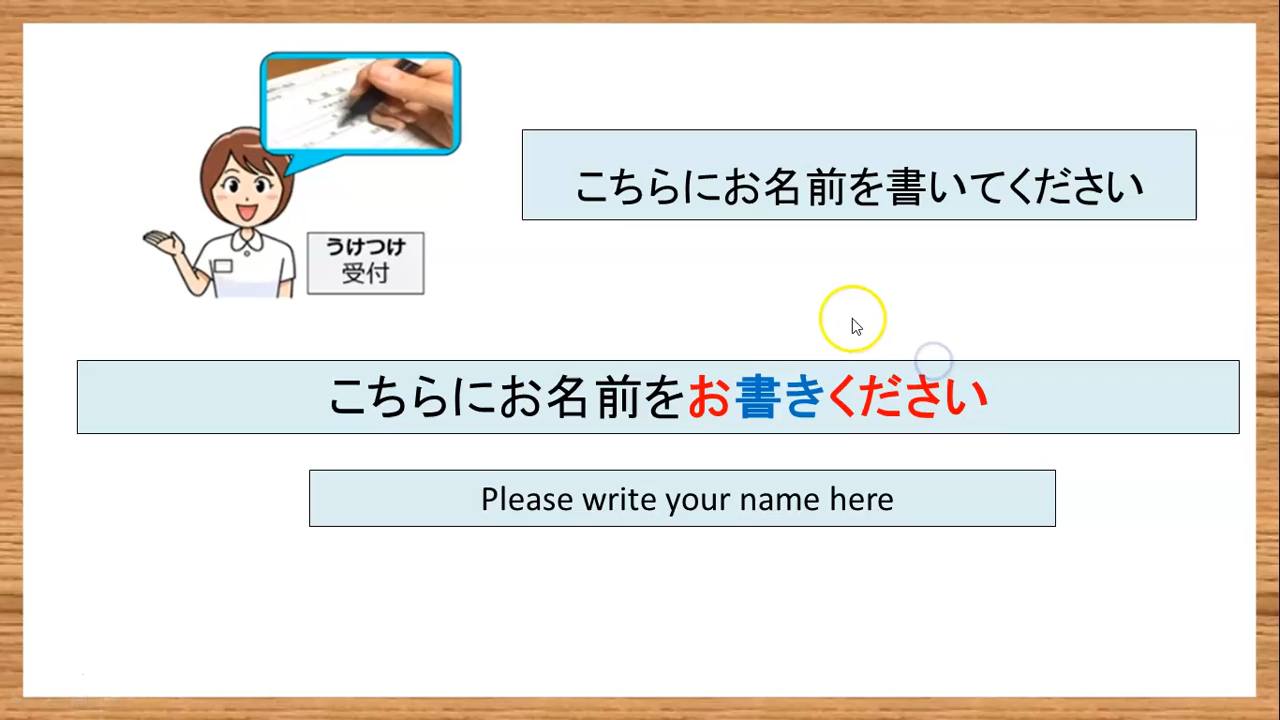 こちらにお名前を書いてください
うけつけ
受付
こちらにお名前をお書きください
Please write your name here